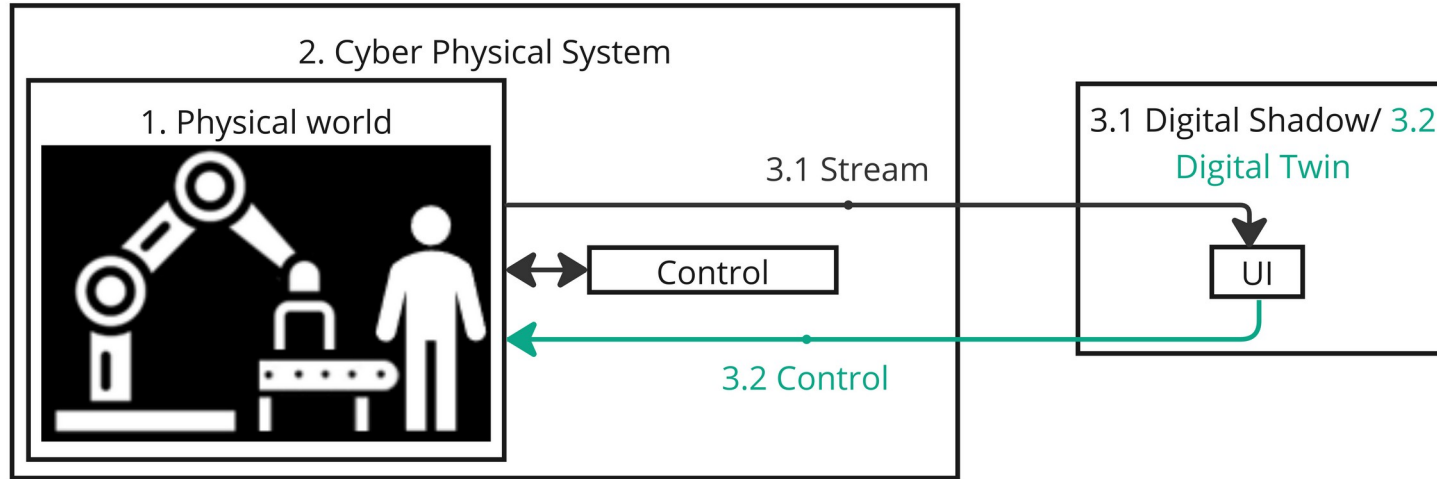 2. Cyber Physical System
1. Physical world
3.1 Stream
Control
3.2 Control
3.1 Digital Shadow/ 3.2
Digital Twin
UI